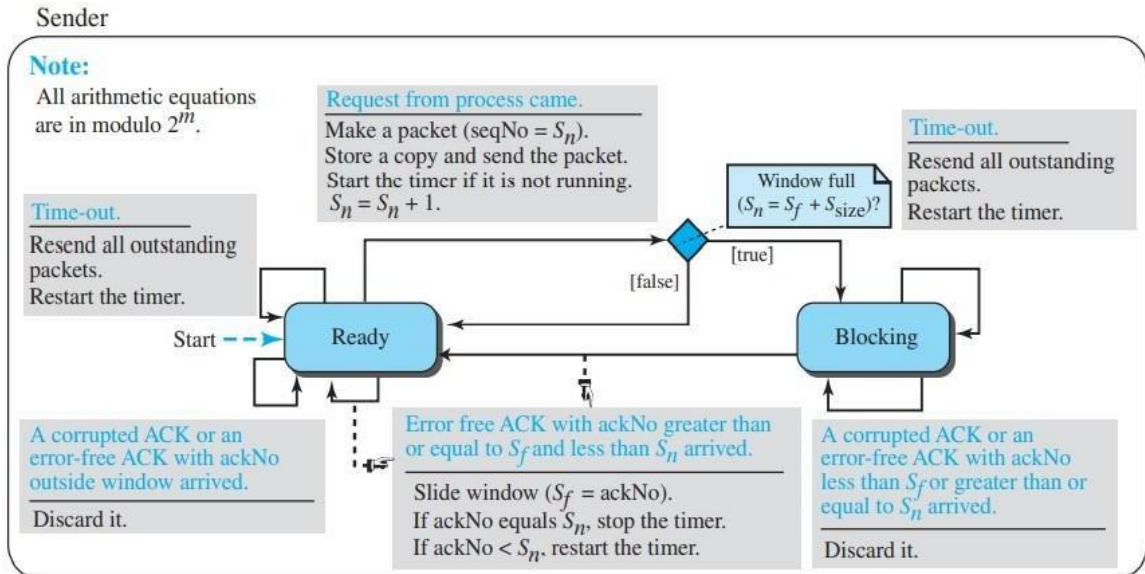 Sender
Note:
All arithmetic equations
are in modulo 2^m.
Request from process came.
Make a packet (seqNo = S_n).
Store a copy and send the packet.
Start the timer if it is not running.
S_n = S_n + 1.
Time-out.
Resend all outstanding
packets.
Restart the timer.
Window full
(S_n = S_f + S_size)?
Time-out.
Resend all outstanding
packets.
Restart the timer.
[true]
[false]
Start
Ready
Blocking
A corrupted ACK or an
error-free ACK with ackNo
outside window arrived.
Discard it.
Error free ACK with ackNo greater than
or equal to S_f and less than S_n arrived.
Slide window (S_f = ackNo).
If ackNo equals S_n, stop the timer.
If ackNo < S_n, restart the timer.
A corrupted ACK or an
error-free ACK with ackNo
less than S_f or greater than or
equal to S_n arrived.
Discard it.